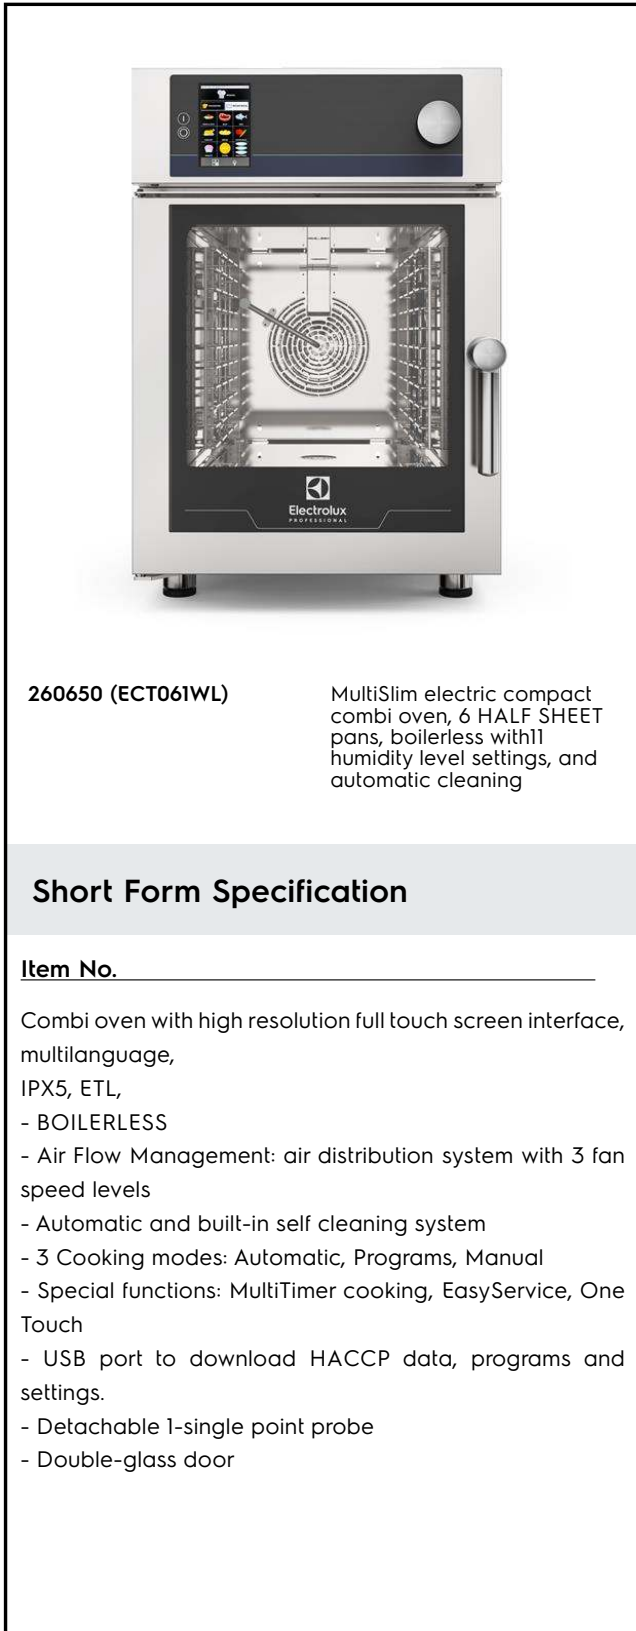 Electrolux
PROFESSIONAL
260650 (ECT061WL)
MultiSlim electric compact
combi oven, 6 HALF SHEET
pans, boilerless with11
humidity level settings, and
automatic cleaning
Short Form Specification
Item No.
Combi oven with high resolution full touch screen interface,
multilanguage,
IPX5, ETL,
- BOILERLESS
- Air Flow Management: air distribution system with 3 fan
speed levels
- Automatic and built-in self cleaning system
- 3 Cooking modes: Automatic, Programs, Manual
- Special functions: MultiTimer cooking, EasyService, One
Touch
- USB port to download HACCP data, programs and
settings.
- Detachable 1-single point probe
- Double-glass door